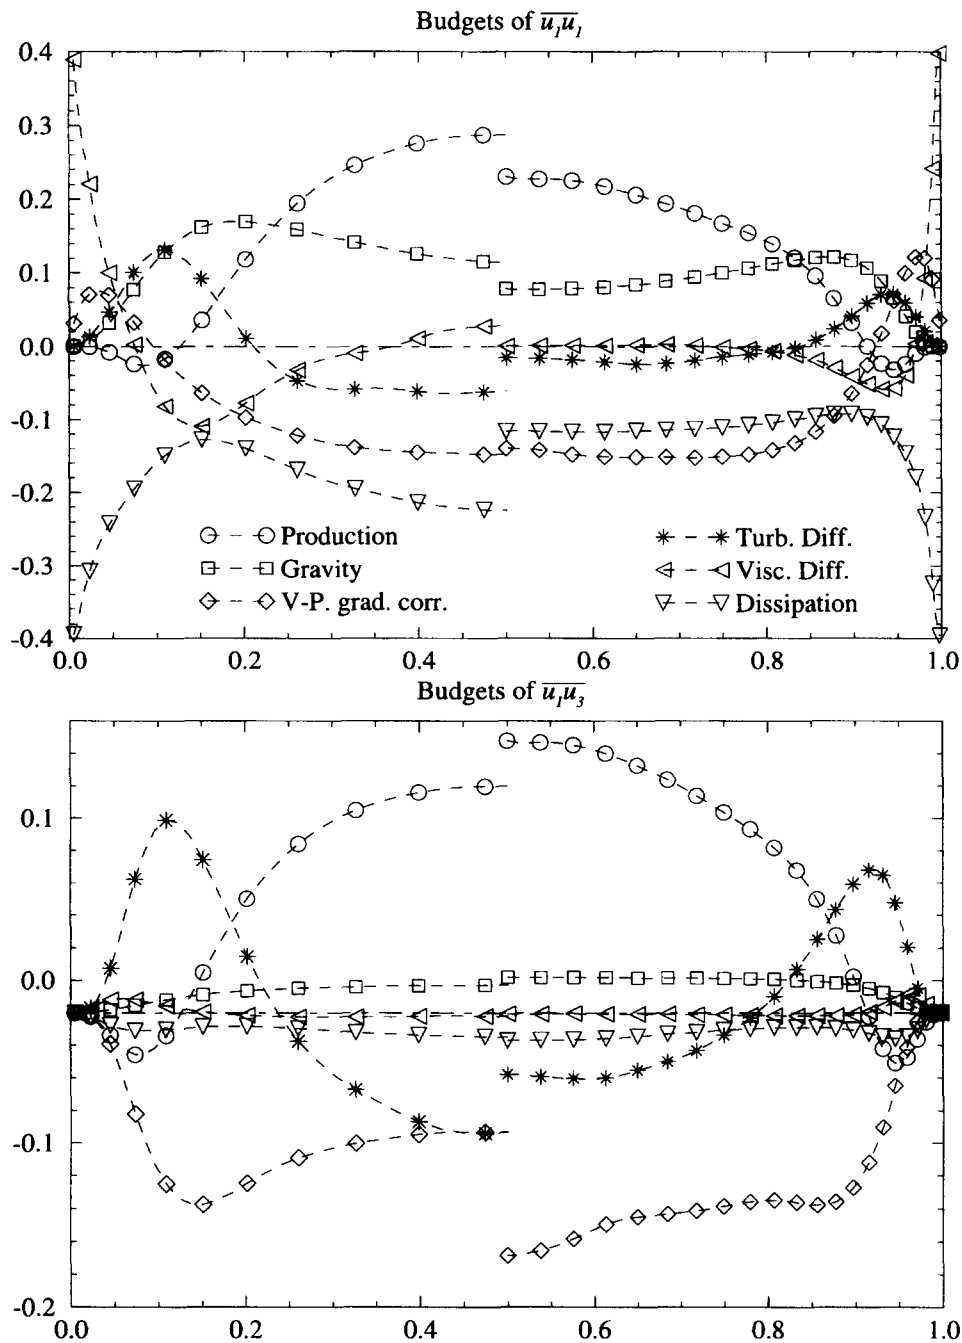 Budgets of u₁u₁
0.4
0.3
0.2
0.1
0.0
-0.1
-0.2
-0.3
-0.4
Production
Gravity
V-P. grad. corr.
Turb. Diff.
Visc. Diff.
Dissipation
0.0 0.2 0.4 0.6 0.8 1.0
Budgets of u₁u₃
0.1
0.0
-0.1
-0.2
0.0 0.2 0.4 0.6 0.8 1.0